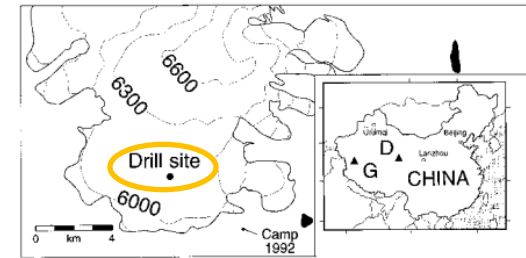 6600
6300
Drill site
6000
0 km 4
Camp
1992
Urumqi
Beijing
D
Lanzhou
G
CHINA